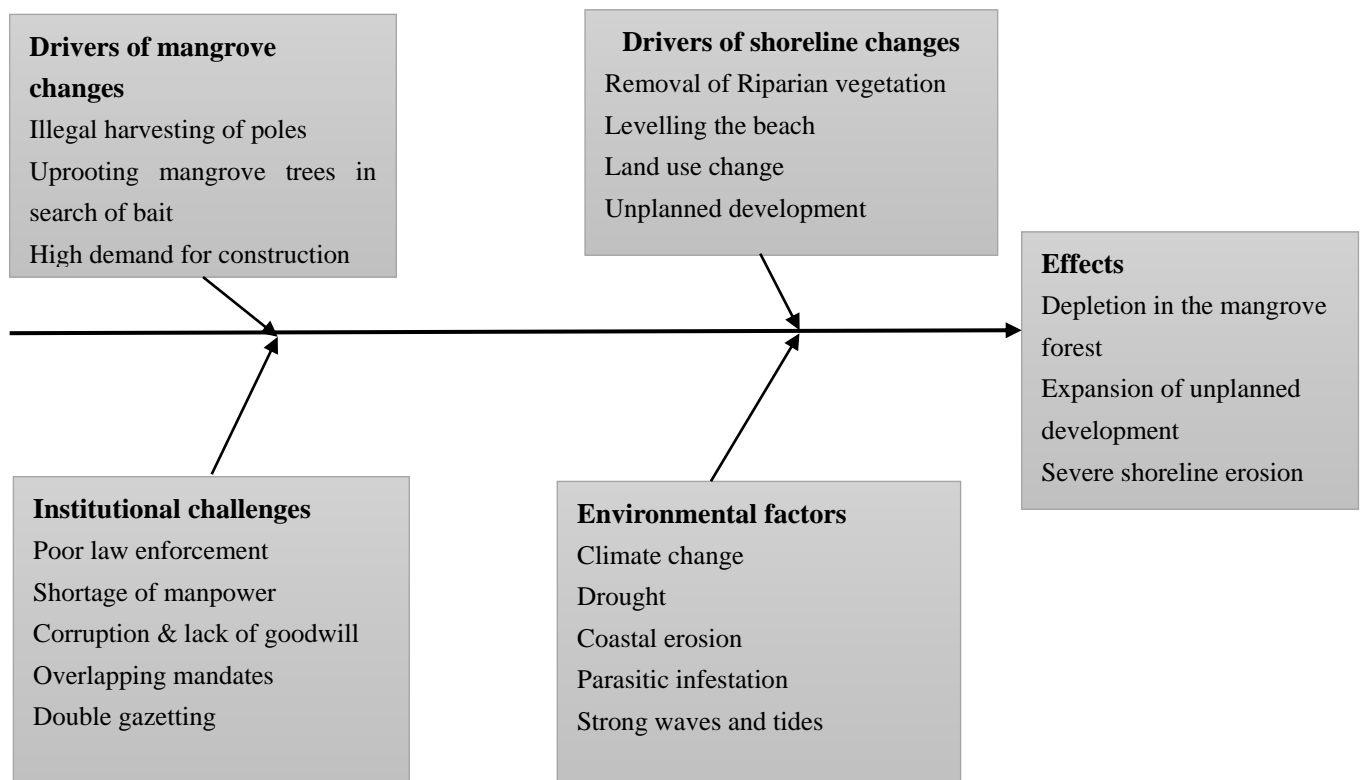 Drivers of mangrove
changes
Illegal harvesting of poles
Uprooting mangrove trees in
search of bait
High demand for construction
Drivers of shoreline changes
Removal of Riparian vegetation
Levelling the beach
Land use change
Unplanned development
Effects
Depletion in the mangrove
forest
Expansion of unplanned
development
Severe shoreline erosion
Institutional challenges
Poor law enforcement
Shortage of manpower
Corruption & lack of goodwill
Overlapping mandates
Double gazetting
Environmental factors
Climate change
Drought
Coastal erosion
Parasitic infestation
Strong waves and tides